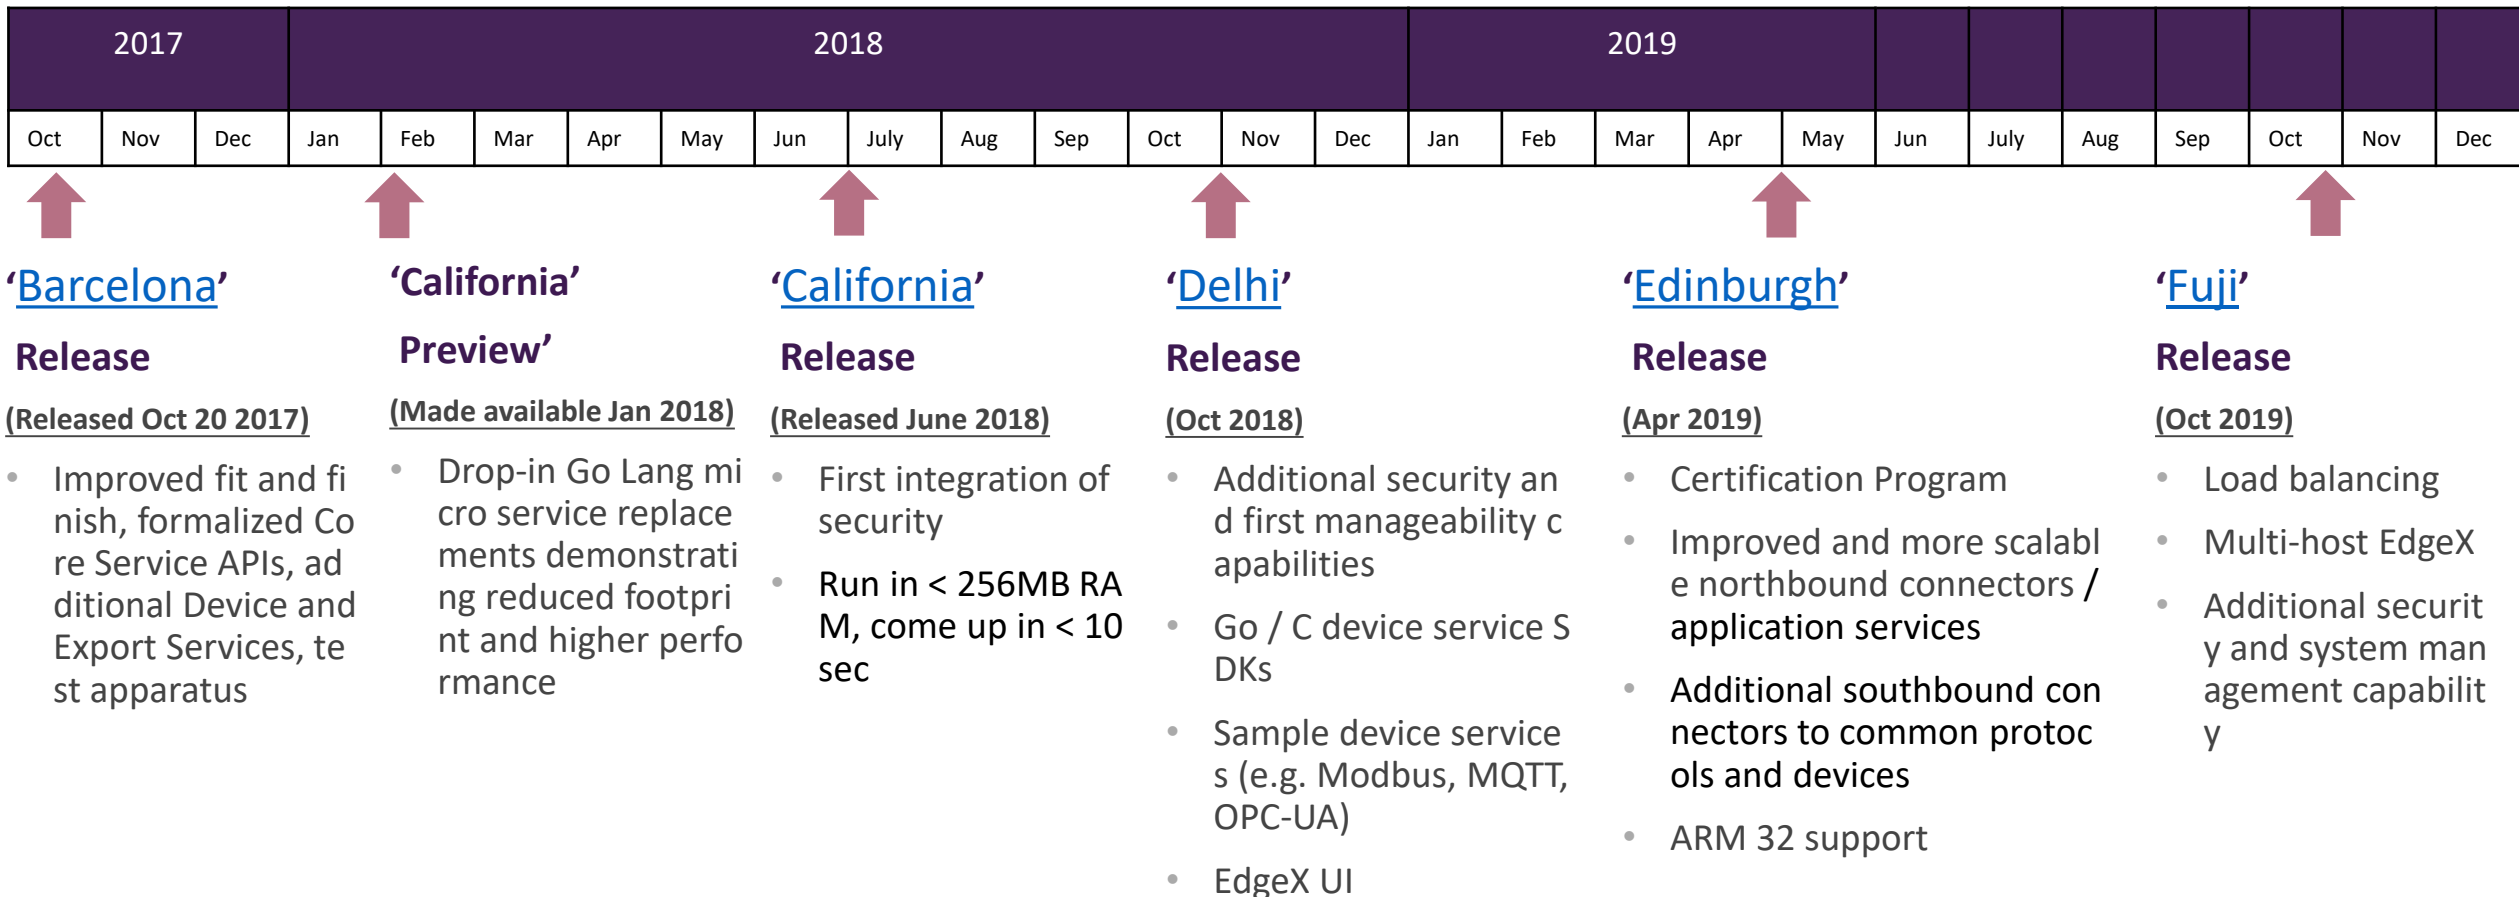 2017 2018 2019
Oct Nov Dec Jan Feb Mar Apr May Jun July Aug Sep Oct Nov Dec Jan Feb Mar Apr May Jun July Aug Sep Oct Nov Dec
‘Barcelona’
Release
(Released Oct 20 2017)
• Improved fit and fi
nish, formalized Co
re Service APIs, ad
ditional Device and
Export Services, te
st apparatus
‘California’
Preview’
(Made available Jan 2018)
• Drop-in Go Lang mi
cro service replace
ments demonstrati
ng reduced footpri
nt and higher perfo
rmance
‘California’
Release
(Released June 2018)
• First integration of
security
• Run in < 256MB RA
M, come up in < 10
sec
‘Delhi’
Release
(Oct 2018)
• Additional security an
d first manageability c
apabilities
• Go / C device service S
DKs
• Sample device service
s (e.g. Modbus, MQTT,
OPC-UA)
• EdgeX UI
‘Edinburgh’
Release
(Apr 2019)
• Certification Program
• Improved and more scalabl
e northbound connectors /
application services
• Additional southbound con
nectors to common protoc
ols and devices
• ARM 32 support
‘Fuji’
Release
(Oct 2019)
• Load balancing
• Multi-host EdgeX
• Additional securit
y and system man
agement capabilit
y